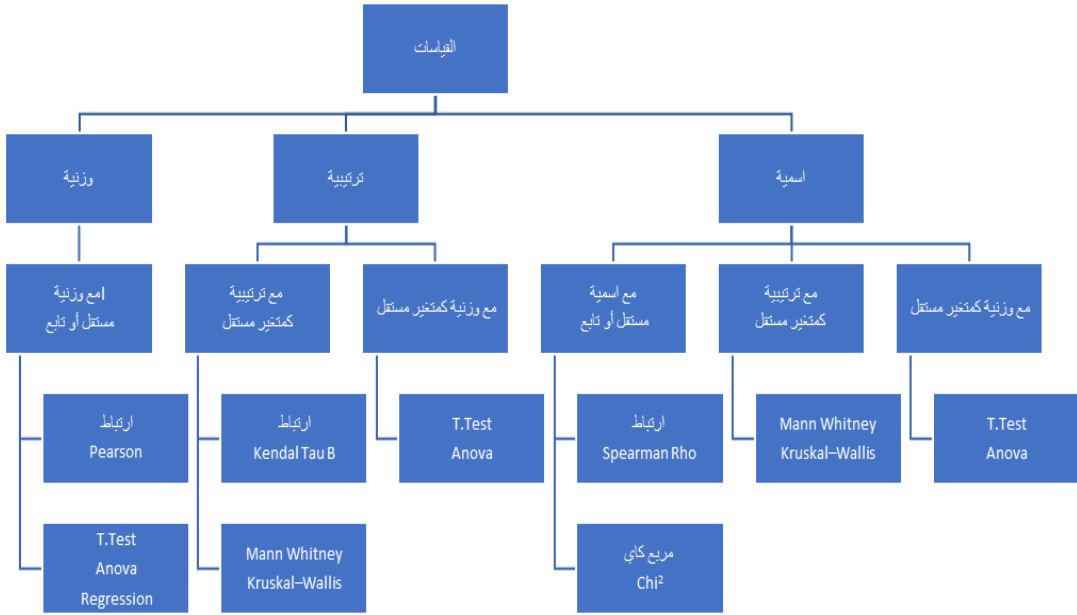 القياسات
اسمية
ترتيبية
وزنية
مع وزنية كمتغير مستقل
مع ترتيبية
كمتغير مستقل
مع اسمية
مستقل أو تابع
مع وزنية كمتغير مستقل
مع ترتيبية
كمتغير مستقل
امع وزنية
مستقل أو تابع
T.Test
Anova
Mann Whitney
Kruskal–Wallis
ارتباط
Spearman Rho
T.Test
Anova
ارتباط
Kendal Tau B
ارتباط
Pearson
مربع كاي
Chi²
Mann Whitney
Kruskal–Wallis
T.Test
Anova
Regression